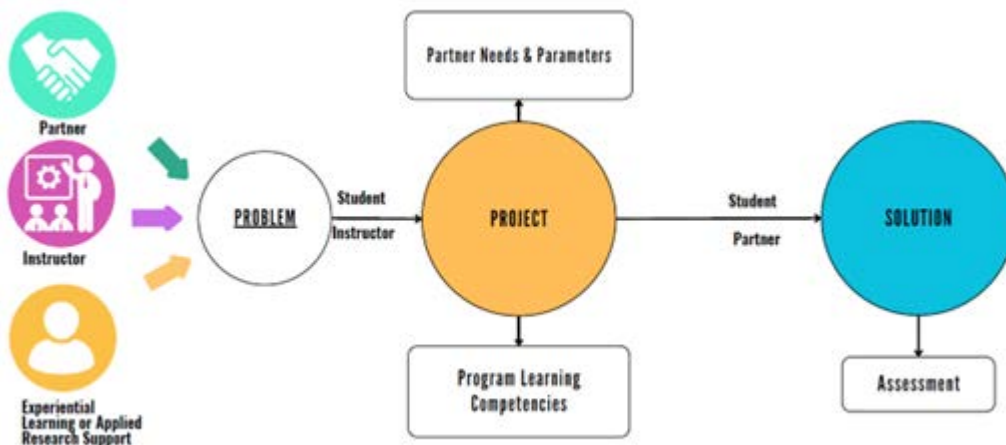 Partner
Instructor
Experiential
Learning or Applied
Research Support
PROBLEM
Student
Instructor
Partner Needs & Parameters
PROJECT
Program Learning
Competencies
Student
Partner
SOLUTION
Assessment